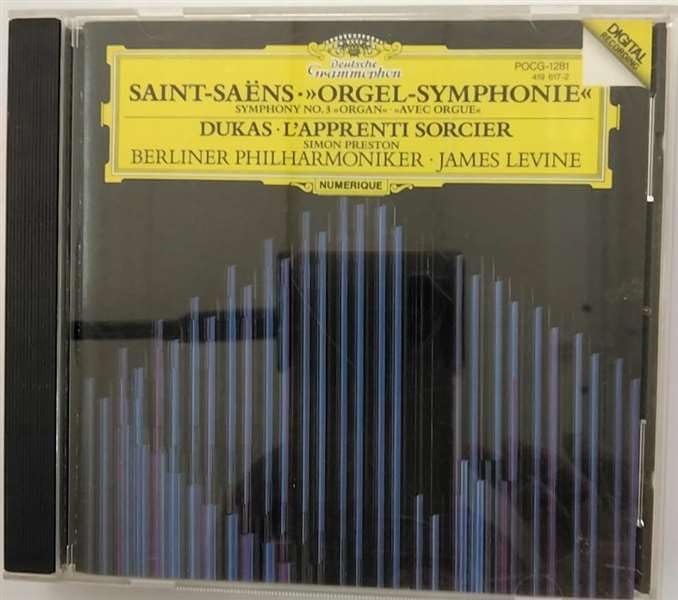 Deutsche
Grammophon
POCG-1281
419 617-2
DIGITAL
RECORDING
SAINT-SAËNS · »ORGEL-SYMPHONIE«
SYMPHONY NO. 3 »ORGAN« · »AVEC ORGUE«
DUKAS · L'APPRENTI SORCIER
SIMON PRESTON
BERLINER PHILHARMONIKER · JAMES LEVINE
NUMERIQUE